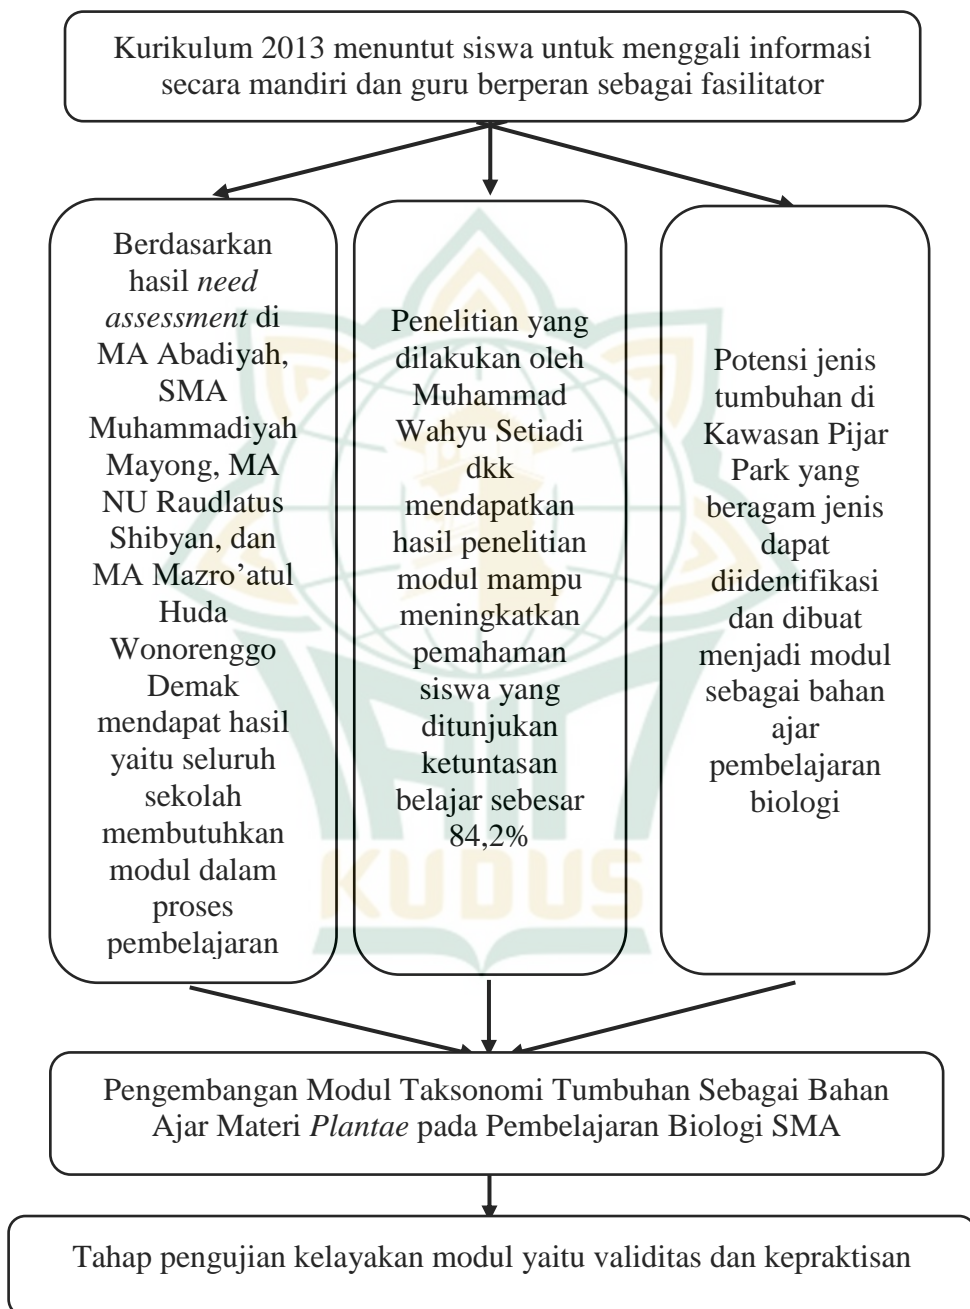 Kurikulum 2013 menuntut siswa untuk menggali informasi
secara mandiri dan guru berperan sebagai fasilitator
Berdasarkan
hasil need
assessment di
MA Abadiyah,
SMA
Muhammadiyah
Mayong, MA
NU Raudlatus
Shibyan, dan
MA Mazro’atul
Huda
Wonorenggo
Demak
mendapat hasil
yaitu seluruh
sekolah
membutuhkan
modul dalam
proses
pembelajaran
Penelitian yang
dilakukan oleh
Muhammad
Wahyu Setiadi
dkk
mendapatkan
hasil penelitian
modul mampu
meningkatkan
pemahaman
siswa yang
ditunjukan
ketuntasan
belajar sebesar
84,2%
Potensi jenis
tumbuhan di
Kawasan Pijar
Park yang
beragam jenis
dapat
diidentifikasi
dan dibuat
menjadi modul
sebagai bahan
ajar
pembelajaran
biologi
IAIN
KUDUS
Pengembangan Modul Taksonomi Tumbuhan Sebagai Bahan
Ajar Materi Plantae pada Pembelajaran Biologi SMA
Tahap pengujian kelayakan modul yaitu validitas dan kepraktisan